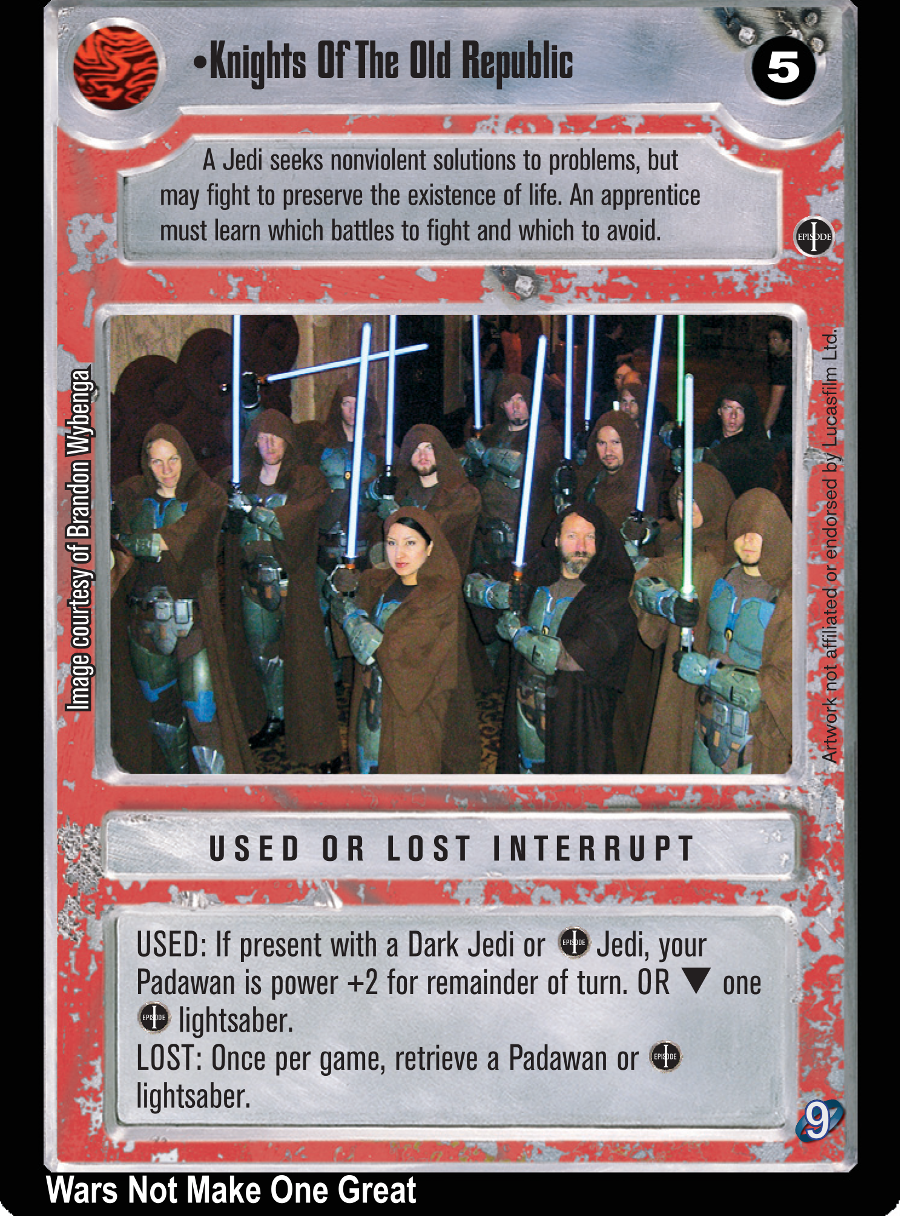 •Knights Of The Old Republic
5
A Jedi seeks nonviolent solutions to problems, but
may fight to preserve the existence of life. An apprentice
must learn which battles to fight and which to avoid.
EPISODE I
Image courtesy of Brandon Wybenga
Artwork not affiliated or endorsed by Lucasfilm Ltd.
USED OR LOST INTERRUPT
USED: If present with a Dark Jedi or EPISODE I Jedi, your
Padawan is power +2 for remainder of turn. OR ▼ one
EPISODE I lightsaber.
LOST: Once per game, retrieve a Padawan or EPISODE I
lightsaber.
9
Wars Not Make One Great